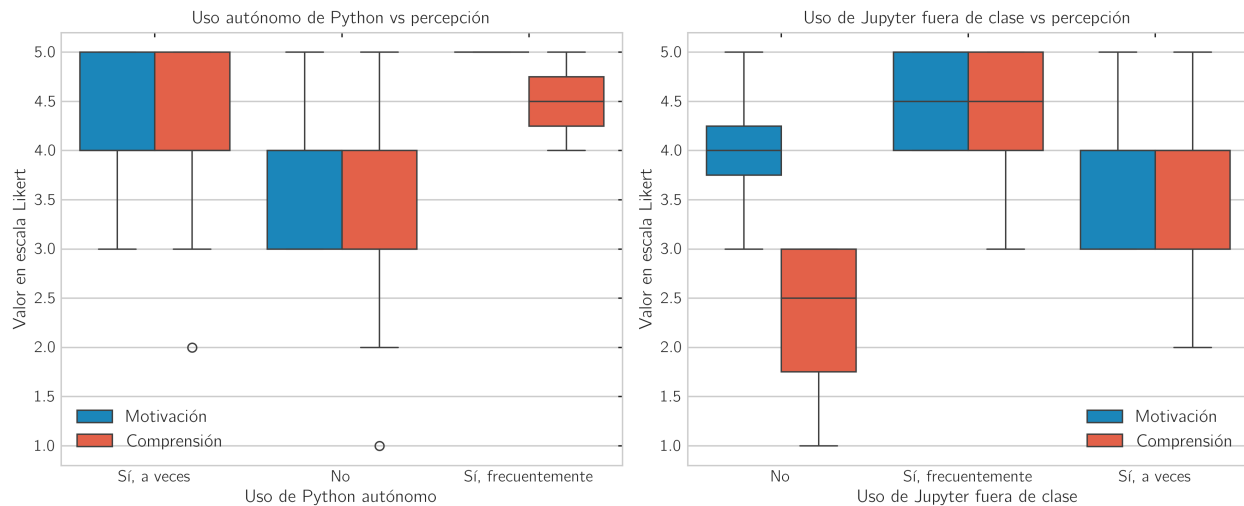 Uso autónomo de Python vs percepción
Valor en escala Likert
5.0
4.5
4.0
3.5
3.0
2.5
2.0
1.5
1.0
Motivación
Comprensión
Sí, a veces
No
Sí, frecuentemente
Uso de Python autónomo
Uso de Jupyter fuera de clase vs percepción
Valor en escala Likert
5.0
4.5
4.0
3.5
3.0
2.5
2.0
1.5
1.0
Motivación
Comprensión
No
Sí, frecuentemente
Sí, a veces
Uso de Jupyter fuera de clase